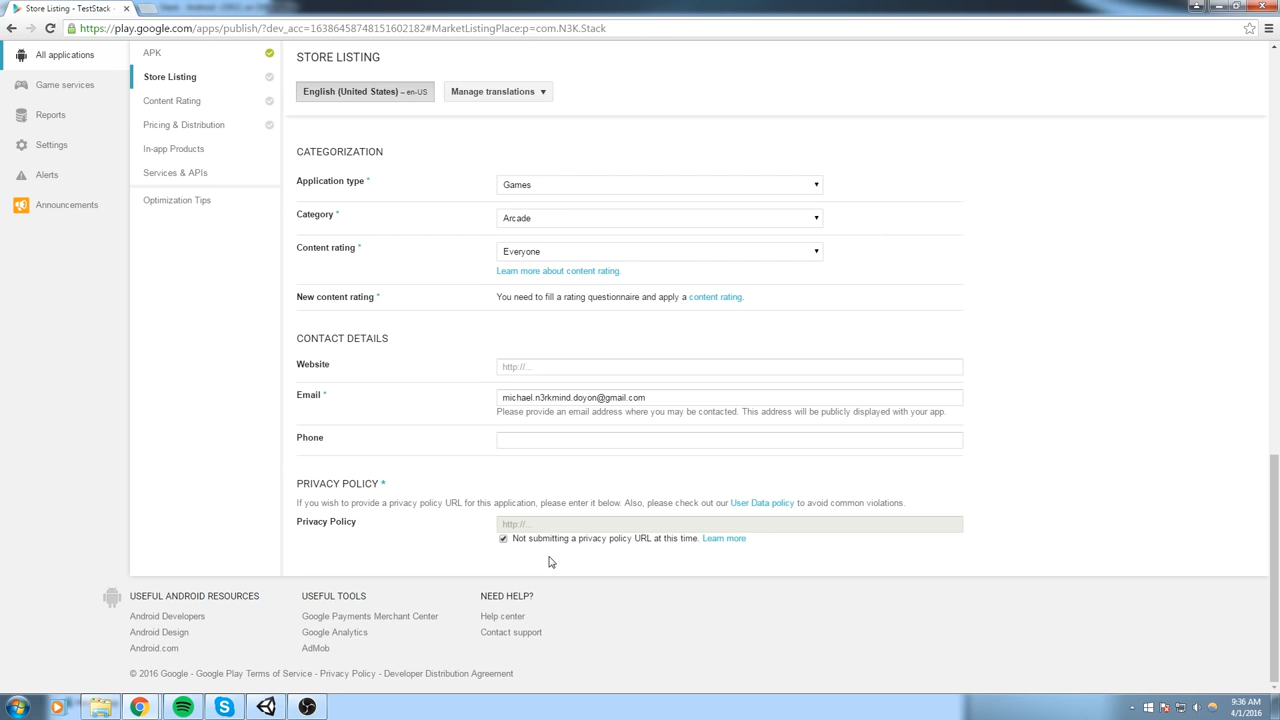 Store Listing - TestStack
https://play.google.com/apps/publish/?dev_acc=16386458748151602182#MarketListingPlace:p=com.N3K.Stack
All applications
Game services
Reports
Settings
Alerts
Announcements
APK
Store Listing
Content Rating
Pricing & Distribution
In-app Products
Services & APIs
Optimization Tips
STORE LISTING
English (United States) – en-US
Manage translations
CATEGORIZATION
Application type *
Games
Category *
Arcade
Content rating *
Everyone
Learn more about content rating.
New content rating *
You need to fill a rating questionnaire and apply a content rating.
CONTACT DETAILS
Website
http://...
Email *
michael.n3rkmind.doyon@gmail.com
Please provide an email address where you may be contacted. This address will be publicly displayed with your app.
Phone
PRIVACY POLICY *
If you wish to provide a privacy policy URL for this application, please enter it below. Also, please check out our User Data policy to avoid common violations.
Privacy Policy
http://...
Not submitting a privacy policy URL at this time. Learn more
USEFUL ANDROID RESOURCES
Android Developers
Android Design
Android.com
USEFUL TOOLS
Google Payments Merchant Center
Google Analytics
AdMob
NEED HELP?
Help center
Contact support
© 2016 Google - Google Play Terms of Service - Privacy Policy - Developer Distribution Agreement
9:36 AM
4/1/2016